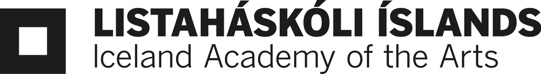 LISTAHÁSKÓLI ÍSLANDS
Iceland Academy of the Arts